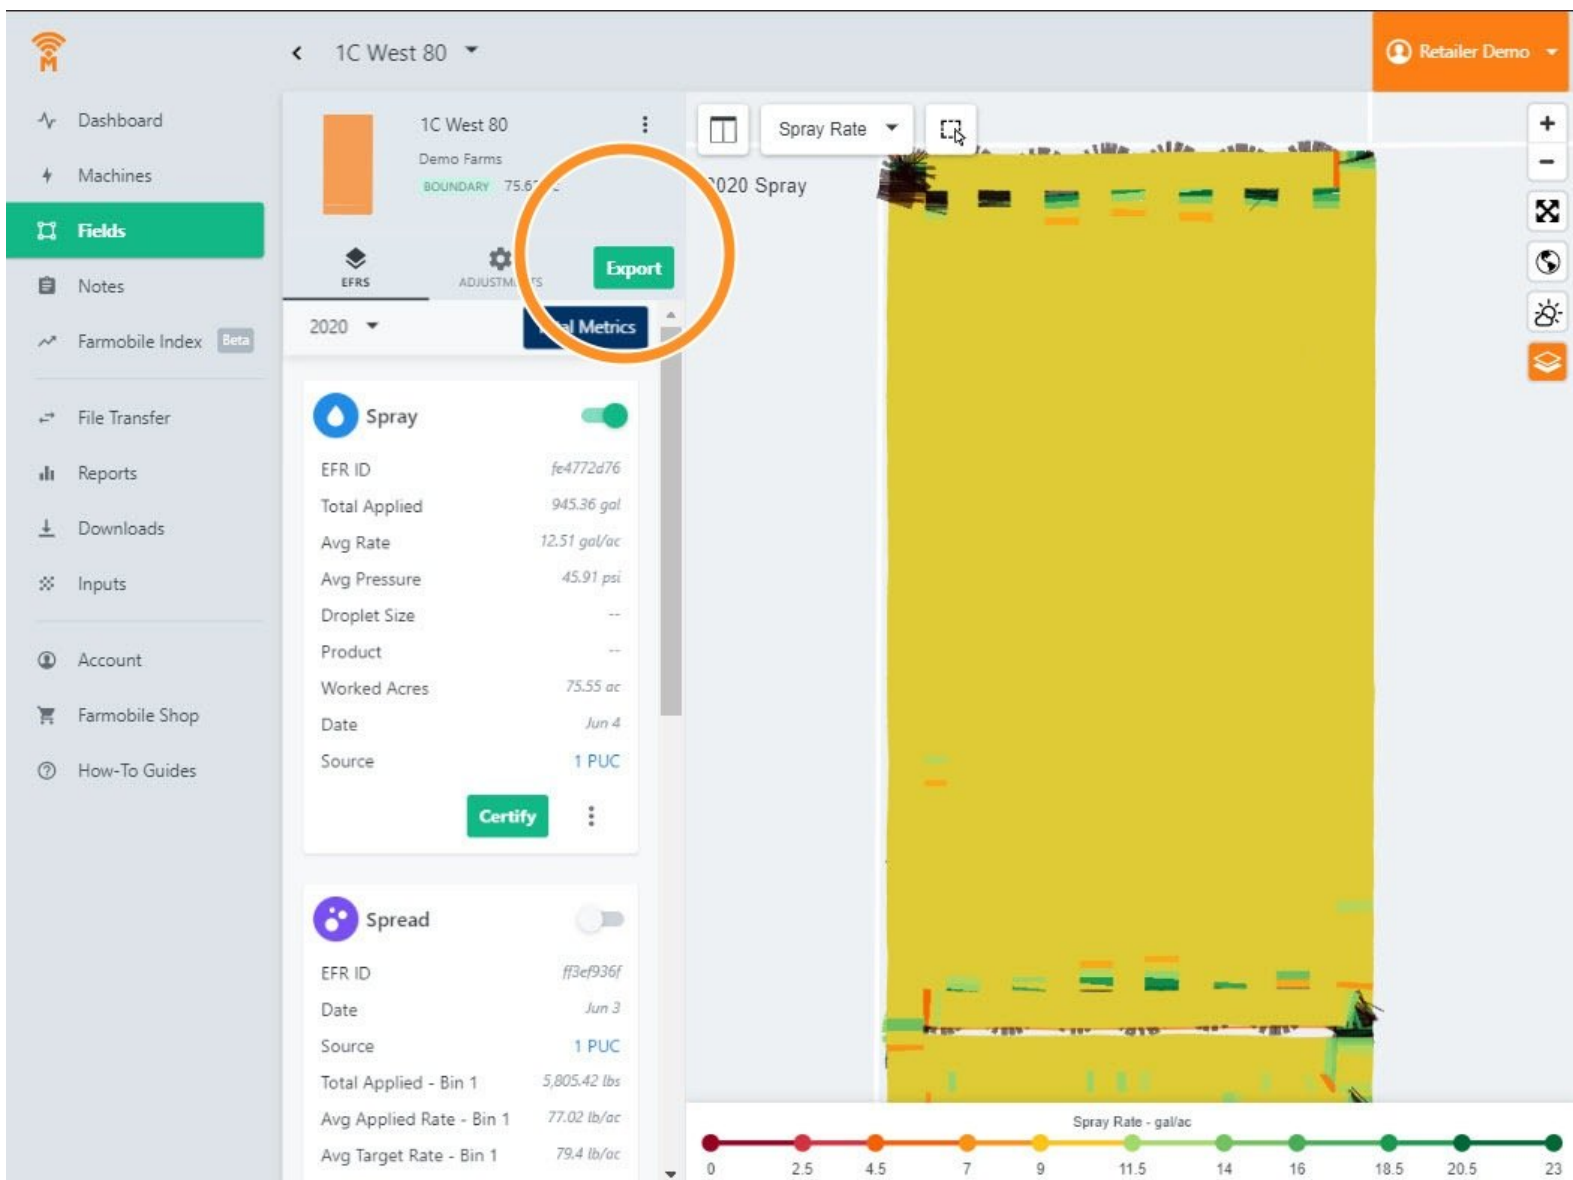 1C West 80
Retailer Demo
Dashboard
Machines
Fields
Notes
Farmobile Index Beta
File Transfer
Reports
Downloads
Inputs
Account
Farmobile Shop
How-To Guides
1C West 80
Demo Farms
BOUNDARY
EFRS
Export
2020
Metrics
Spray
EFR ID fe4772d76
Total Applied 945.36 gal
Avg Rate 12.51 gal/ac
Avg Pressure 45.91 psi
Droplet Size --
Product --
Worked Acres 75.55 ac
Date Jun 4
Source 1 PUC
Certify
Spread
EFR ID ff3ef936f
Date Jun 3
Source 1 PUC
Total Applied - Bin 1 5,805.42 lbs
Avg Applied Rate - Bin 1 77.02 lb/ac
Avg Target Rate - Bin 1 79.4 lb/ac
Spray Rate
2020 Spray
Spray Rate - gal/ac
0 2.5 4.5 7 9 11.5 14 16 18.5 20.5 23